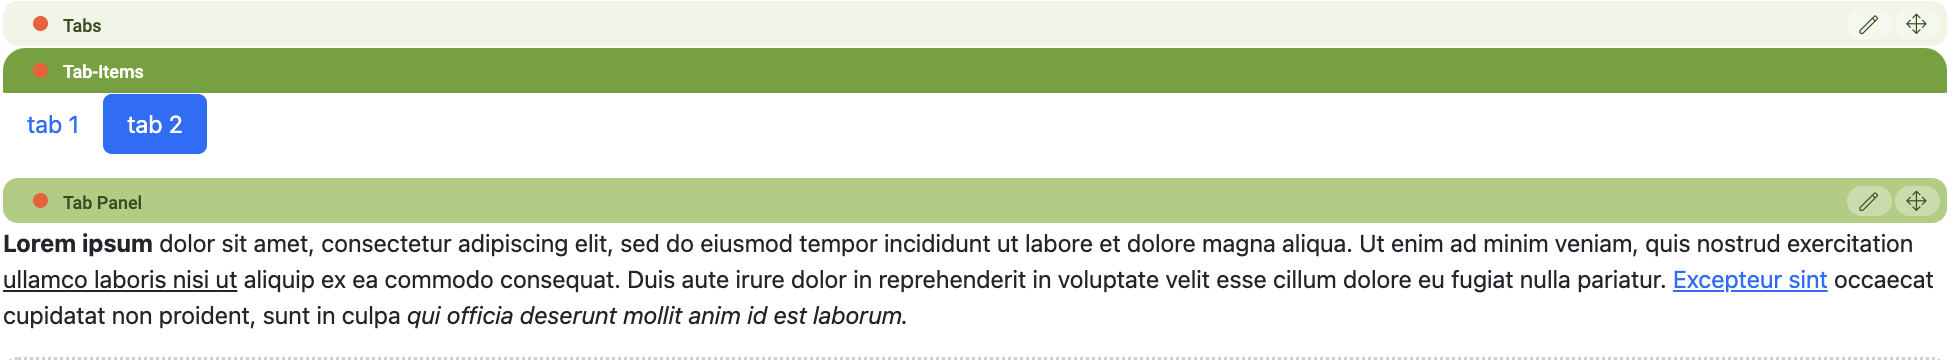 Tabs
Tab-Items
tab 1 tab 2
Tab Panel
Lorem ipsum dolor sit amet, consectetur adipiscing elit, sed do eiusmod tempor incididunt ut labore et dolore magna aliqua. Ut enim ad minim veniam, quis nostrud exercitation
ullamco laboris nisi ut aliquip ex ea commodo consequat. Duis aute irure dolor in reprehenderit in voluptate velit esse cillum dolore eu fugiat nulla pariatur. Excepteur sint occaecat
cupidatat non proident, sunt in culpa qui officia deserunt mollit anim id est laborum.